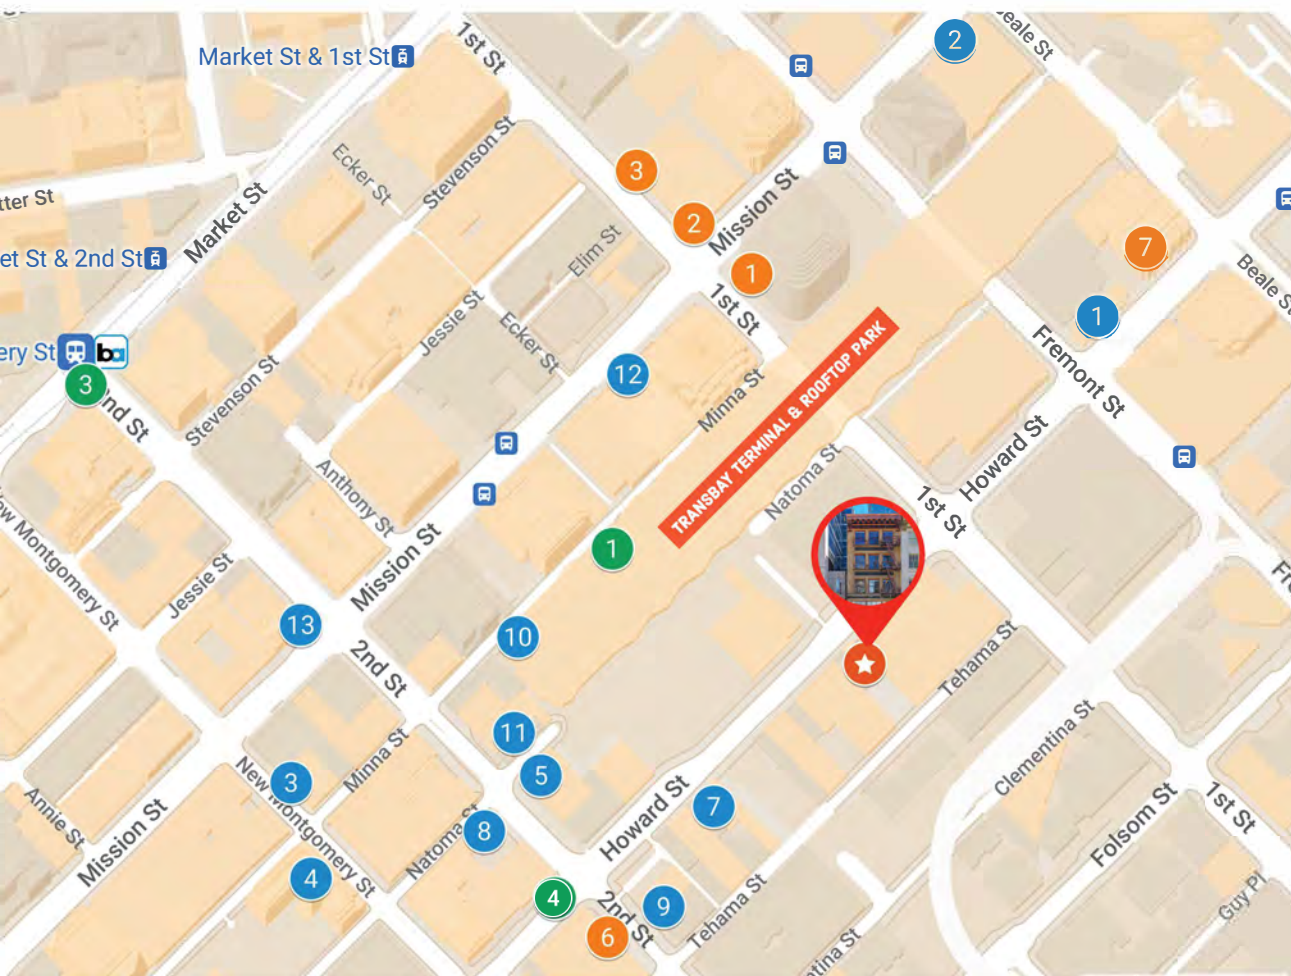 1st St
Market St & 1st St
Beale St
2
Ecker St
Stevenson St
3
Mission St
tter St
Market St
2
Elim St
et St & 2nd St
1
7
Beale St
1st St
Jessie St
Ecker St
1
Fremont St
ery St
ba
3
2nd St
Stevenson St
12
Minna St
TRANSBAY TERMINAL & ROOFTOP PARK
Howard St
Anthony St
Natoma St
1st St
New Montgomery St
Mission St
1
Jessie St
13
10
2nd St
Tehama St
11
5
Clementina St
3
Minna St
7
Howard St
New Montgomery St
Annie St
Mission St
8
Natoma St
4
4
2nd St
9
6
Tehama St
Folsom St
1st St
Guy Pl
ntina St